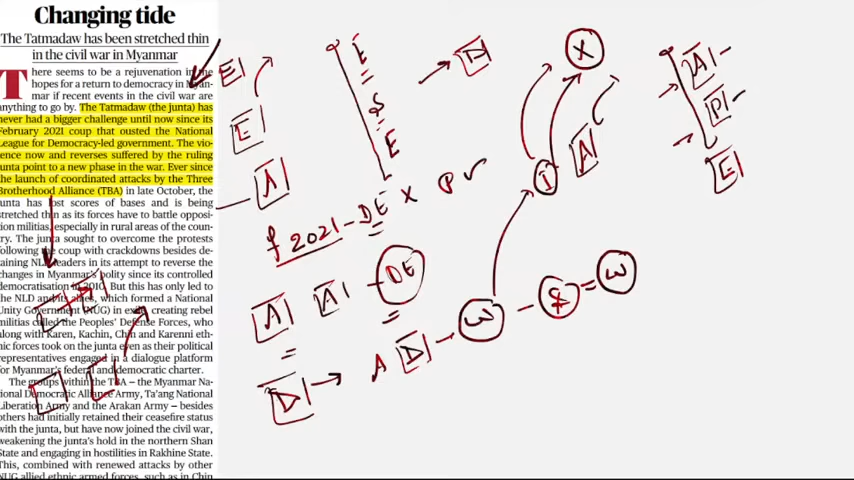 Changing tide
The Tatmadaw has been stretched thin
in the civil war in Myanmar
There seems to be a rejuvenation in the
hopes for a return to democracy in Myan-
mar if recent events in the civil war are
anything to go by. The Tatmadaw (the junta) has
never had a bigger challenge until now since its
February 2021 coup that ousted the National
League for Democracy-led government. The vio-
lence now and reverses suffered by the ruling
junta point to a new phase in the war. Ever since
the launch of coordinated attacks by the Three
Brotherhood Alliance (TBA) in late October, the
junta has lost scores of bases and is being
stretched thin as its forces have to battle opposi-
tion militias, especially in rural areas of the coun-
try. The junta sought to overcome the protests
following the coup with crackdowns besides de-
taining NLD leaders in its attempt to reverse the
changes in Myanmar's polity since its controlled
democratisation in 2010. But this has only led to
the NLD and its allies, which formed a National
Unity Government (NUG) in exile, creating rebel
militias called the Peoples' Defense Forces, who
along with Karen, Kachin, Chin and Karenni eth-
nic forces took on the junta even as their political
representatives engaged in a dialogue platform
for Myanmar's federal and democratic charter.
The groups within the TBA — the Myanmar Na-
tional Democratic Alliance Army, Ta'ang National
Liberation Army and the Arakan Army — besides
others had initially retained their ceasefire status
with the junta, but have now joined the civil war,
weakening the junta's hold in the northern Shan
State and engaging in hostilities in Rakhine State.
This, combined with renewed attacks by other
NUG allied ethnic armed forces, such as in Chin
E
E
A
E
S
E
D
X
I
A
A
P
E
2021 - DE X P
A A - DE
D → A D - W - = W